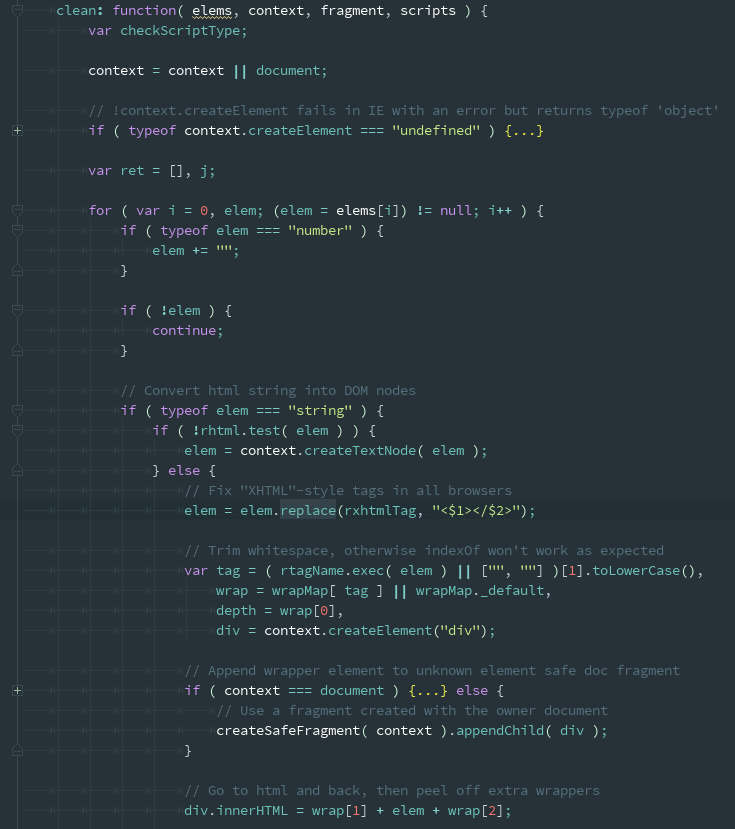 clean: function( elems, context, fragment, scripts ) {
var checkScriptType;
context = context || document;
// !context.createElement fails in IE with an error but returns typeof 'object'
if ( typeof context.createElement === "undefined" ) {...}
var ret = [], j;
for ( var i = 0, elem; (elem = elems[i]) != null; i++ ) {
if ( typeof elem === "number" ) {
elem += "";
}
if ( !elem ) {
continue;
}
// Convert html string into DOM nodes
if ( typeof elem === "string" ) {
if ( !rhtml.test( elem ) ) {
elem = context.createTextNode( elem );
} else {
// Fix "XHTML"-style tags in all browsers
elem = elem.replace(rxhtmlTag, "<$1></$2>");
// Trim whitespace, otherwise indexOf won't work as expected
var tag = ( rtagName.exec( elem ) || ["", ""] )[1].toLowerCase(),
wrap = wrapMap[ tag ] || wrapMap._default,
depth = wrap[0],
div = context.createElement("div");
// Append wrapper element to unknown element safe doc fragment
if ( context === document ) {...} else {
// Use a fragment created with the owner document
createSafeFragment( context ).appendChild( div );
}
// Go to html and back, then peel off extra wrappers
div.innerHTML = wrap[1] + elem + wrap[2];